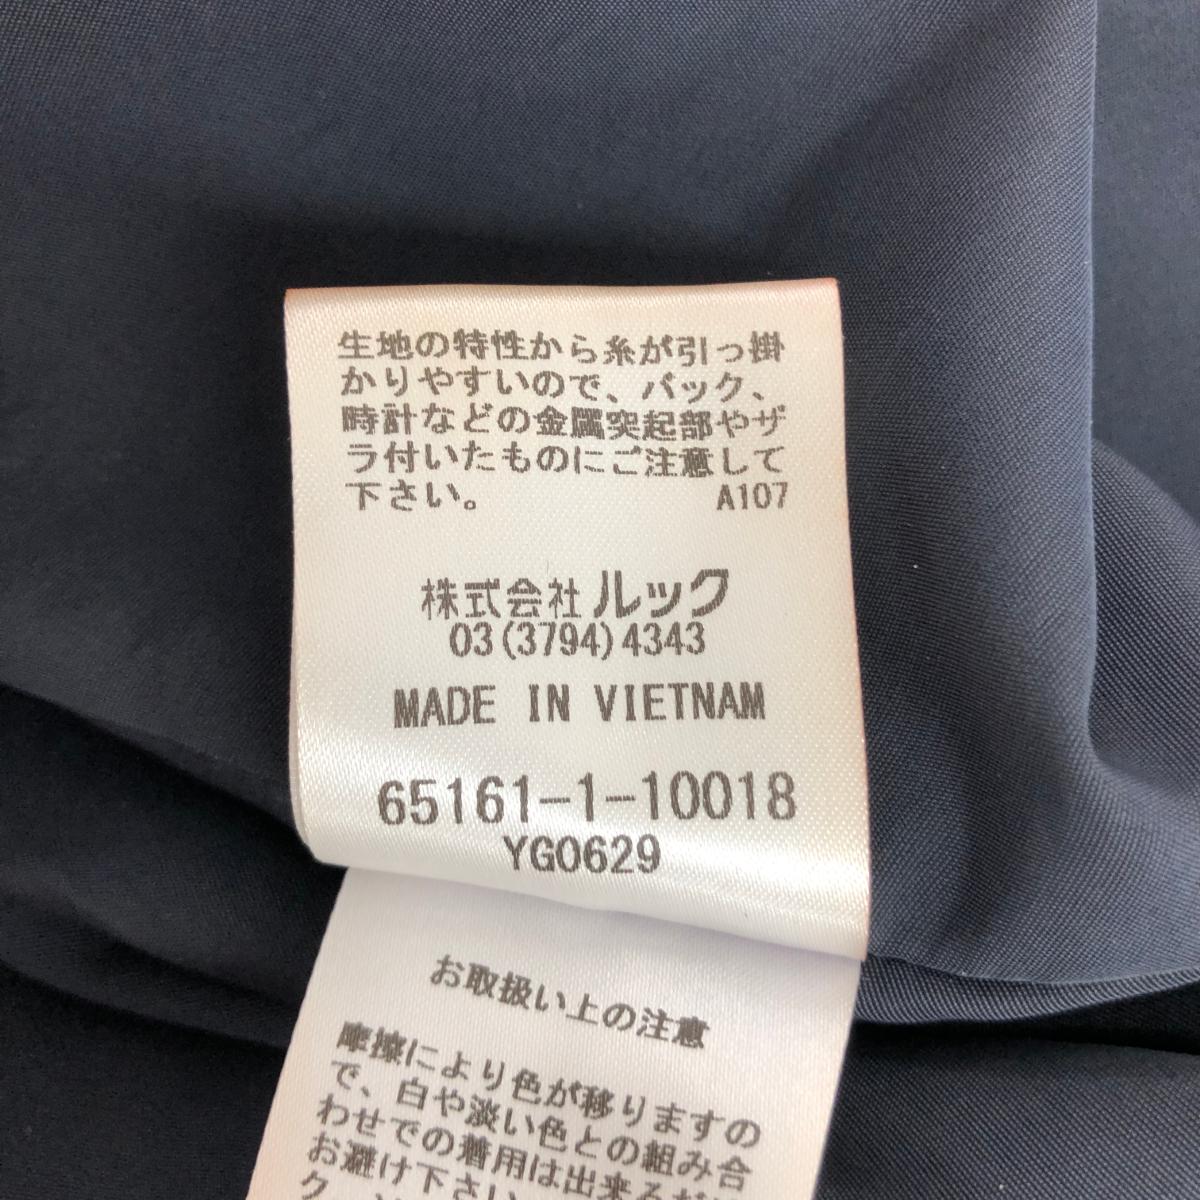 生地の特性から糸が引っ掛
かりやすいので、バック、
時計などの金属突起部やザ
ラ付いたものにご注意して
下さい。 A107
株式会社 ルック
03(3794)4343
MADE IN VIETNAM
65161-1-10018
YG0629
お取扱い上の注意
摩擦により色が移りますの
で、白や淡い色との組み合
わせでの着用は出来るだけ
お避け下さい